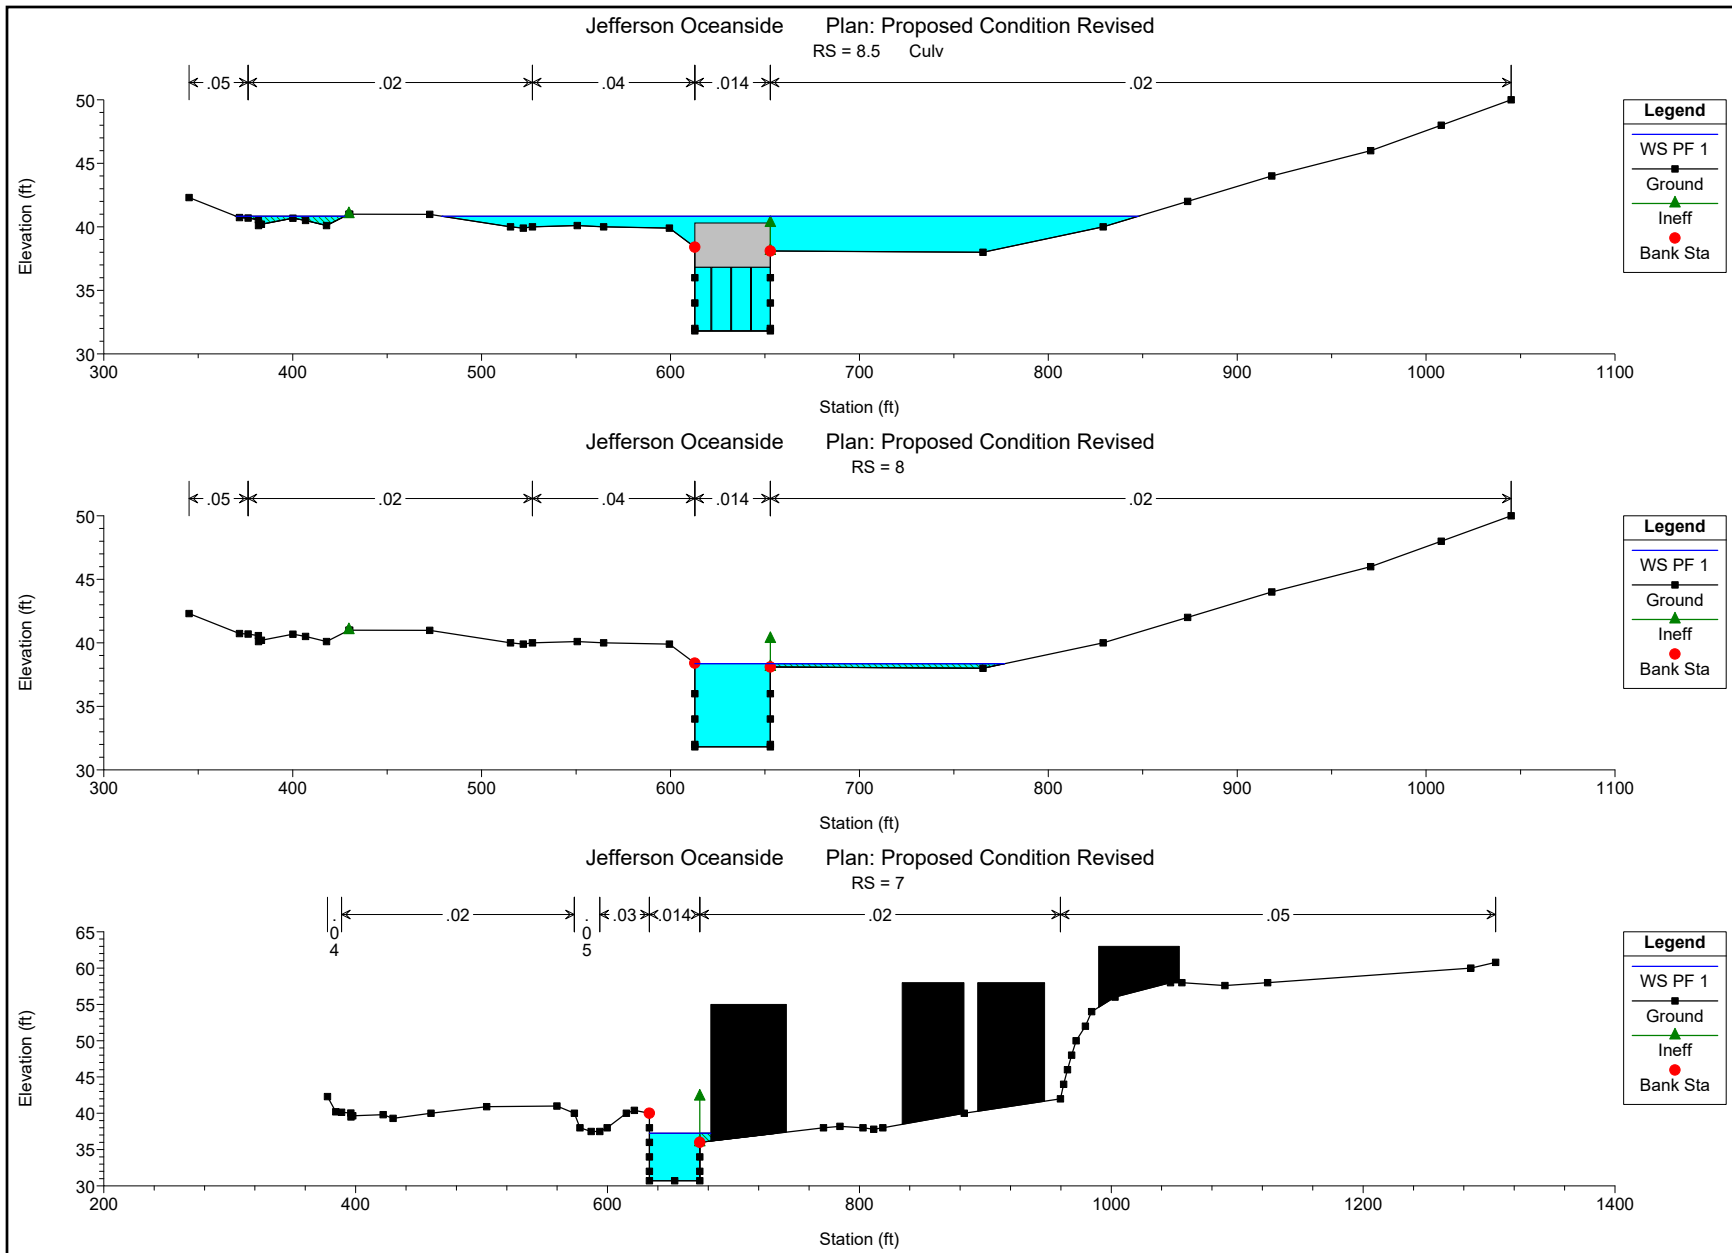 Jefferson Oceanside Plan: Proposed Condition Revised
RS = 8.5 Culv
.05 .02 .04 .014 .02
Legend
WS PF 1
Ground
Ineff
Bank Sta
Elevation (ft)
50
45
40
35
30
300 400 500 600 700 800 900 1000 1100
Station (ft)
Jefferson Oceanside Plan: Proposed Condition Revised
RS = 8
.05 .02 .04 .014 .02
Legend
WS PF 1
Ground
Ineff
Bank Sta
Elevation (ft)
50
45
40
35
30
300 400 500 600 700 800 900 1000 1100
Station (ft)
Jefferson Oceanside Plan: Proposed Condition Revised
RS = 7
.04 .02 .05 .03 .014 .02 .05
Legend
WS PF 1
Ground
Ineff
Bank Sta
Elevation (ft)
65
60
55
50
45
40
35
30
200 400 600 800 1000 1200 1400
Station (ft)